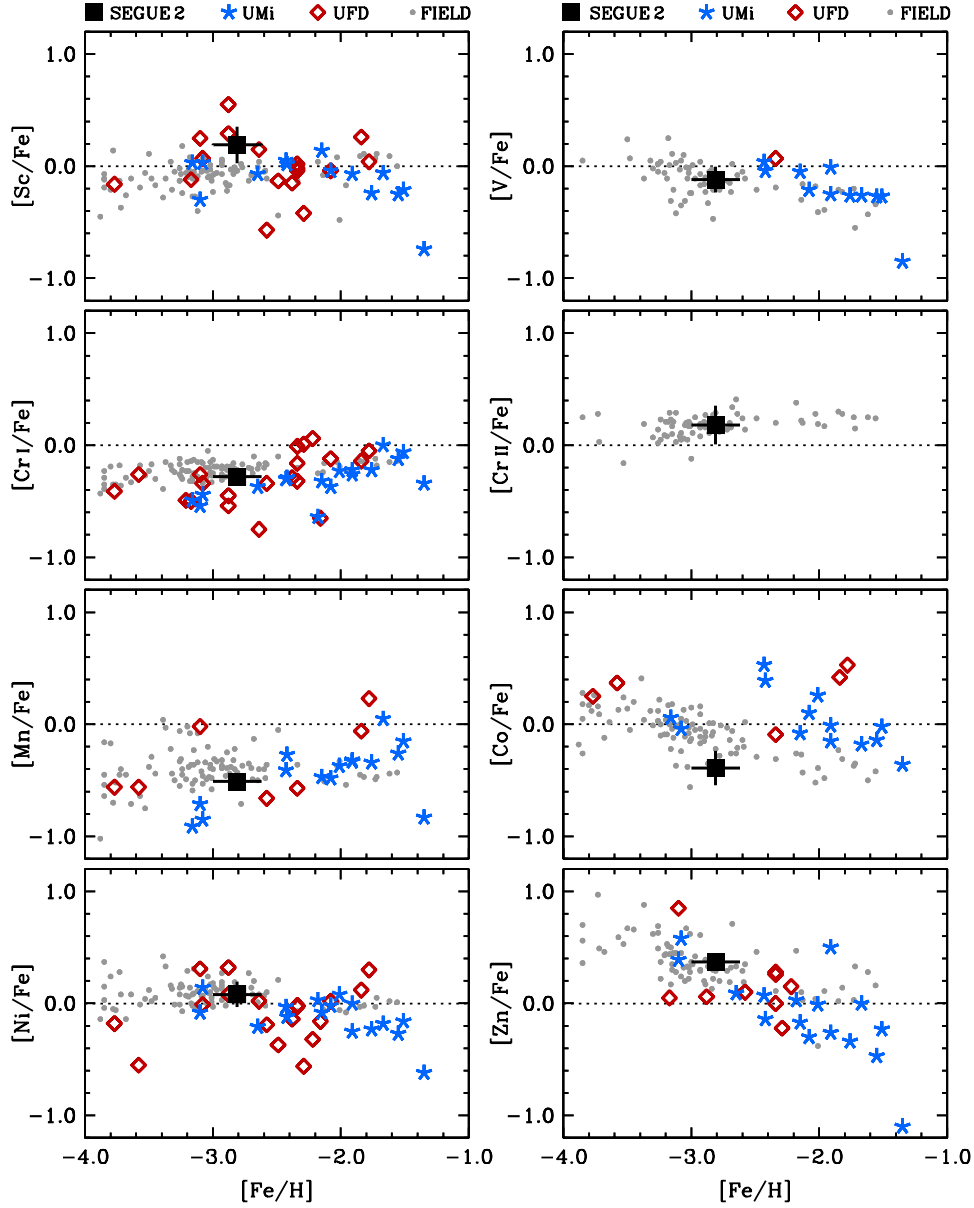 SEGUE 2 UMi UFD FIELD SEGUE 2 UMi UFD FIELD
1.0 1.0
[Sc/Fe] 0.0 [V/Fe] 0.0
−1.0 −1.0
1.0 1.0
[Cr I/Fe] 0.0 [Cr II/Fe] 0.0
−1.0 −1.0
1.0 1.0
[Mn/Fe] 0.0 [Co/Fe] 0.0
−1.0 −1.0
1.0 1.0
[Ni/Fe] 0.0 [Zn/Fe] 0.0
−1.0 −1.0
−4.0 −3.0 −2.0 −1.0 −3.0 −2.0 −1.0
[Fe/H] [Fe/H]